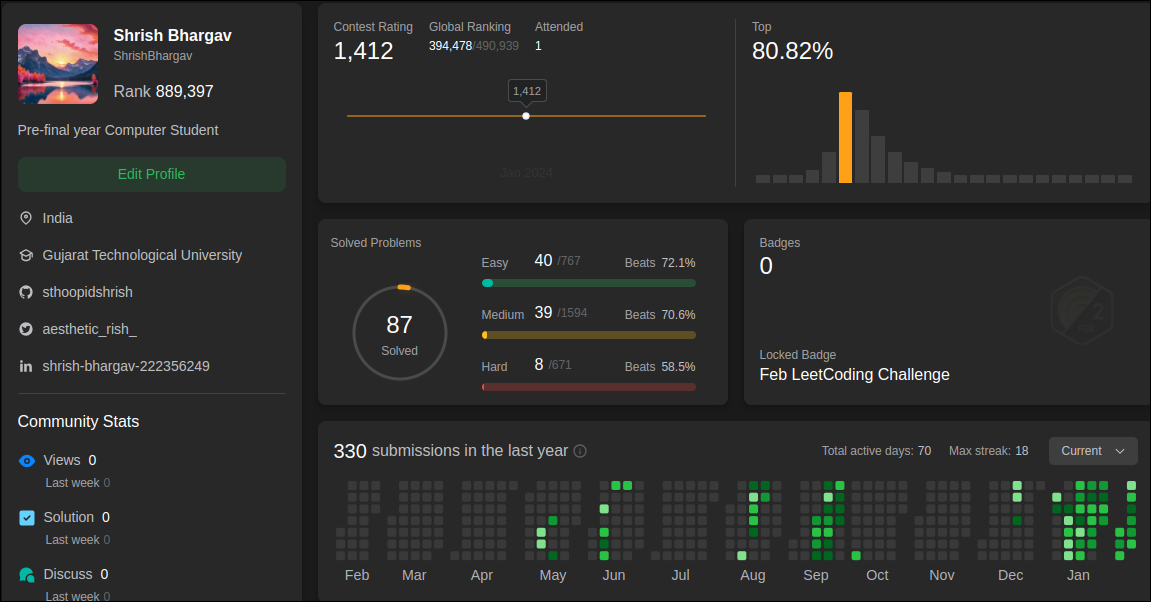 Shrish Bhargav
ShrishBhargav
Rank 889,397
Pre-final year Computer Student
Edit Profile
India
Gujarat Technological University
sthoopidshrish
aesthetic_rish_
shrish-bhargav-222356249
Community Stats
Views 0
Last week 0
Solution 0
Last week 0
Discuss 0
Last week 0
Contest Rating
1,412
Global Ranking
394,478/490,939
Attended
1
1,412
Jan 2024
Top
80.82%
Solved Problems
87
Solved
Easy 40 /767 Beats 72.1%
Medium 39 /1594 Beats 70.6%
Hard 8 /671 Beats 58.5%
Badges
0
2
Locked Badge
Feb LeetCoding Challenge
330 submissions in the last year
Total active days: 70 Max streak: 18 Current
Feb Mar Apr May Jun Jul Aug Sep Oct Nov Dec Jan